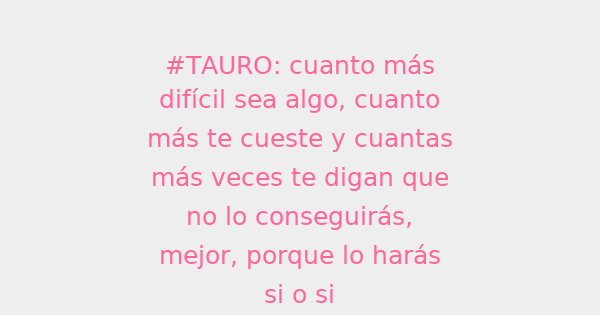 #TAURO: cuanto más
difícil sea algo, cuanto
más te cueste y cuantas
más veces te digan que
no lo conseguirás,
mejor, porque lo harás
si o si